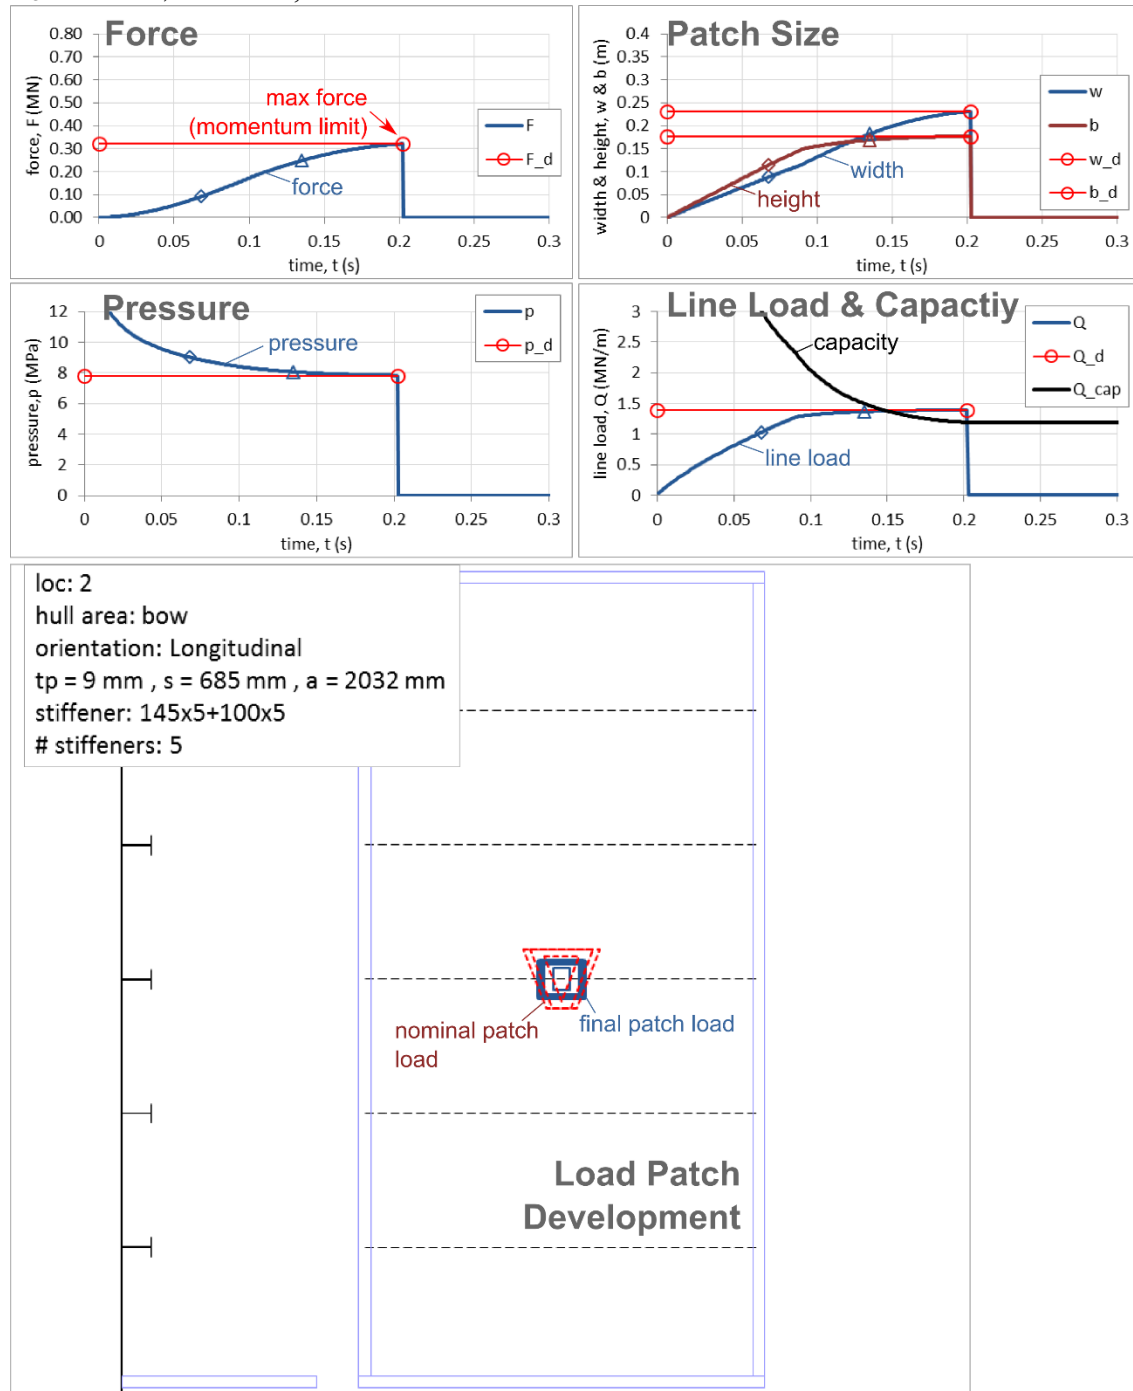 Force
force, F (MN)
0.80
0.70
0.60
0.50
0.40
0.30
0.20
0.10
0.00
max force
(momentum limit)
force
F
F_d
0
0.05
0.1
0.15
0.2
0.25
0.3
time, t (s)
Patch Size
width & height, w & b (m)
0.4
0.35
0.3
0.25
0.2
0.15
0.1
0.05
0
width
height
w
b
w_d
b_d
0
0.05
0.1
0.15
0.2
0.25
0.3
time, t (s)
Pressure
pressure,p (MPa)
12
10
8
6
4
2
0
pressure
p
p_d
0
0.05
0.1
0.15
0.2
0.25
0.3
time, t (s)
Line Load & Capactiy
line load, Q (MN/m)
3
2.5
2
1.5
1
0.5
0
capacity
line load
Q
Q_d
Q_cap
0
0.05
0.1
0.15
0.2
0.25
0.3
time, t (s)
loc: 2
hull area: bow
orientation: Longitudinal
tp = 9 mm , s = 685 mm , a = 2032 mm
stiffener: 145x5+100x5
# stiffeners: 5
nominal patch
load
final patch load
Load Patch
Development